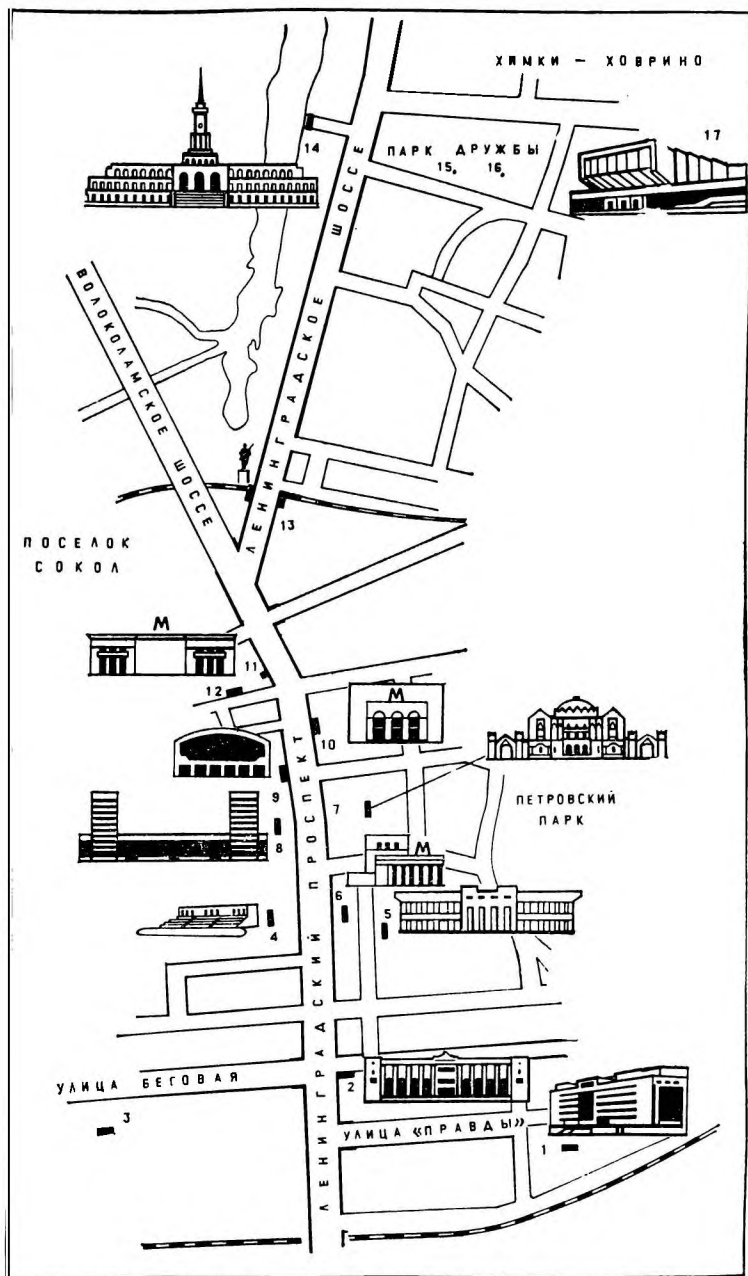 ХИМКИ – ХОВРИНО
17
14
ПАРК ДРУЖБЫ
15. 16.
ЛЕНИНГРАДСКОЕ ШОССЕ
ВОЛОКОЛАМСКОЕ ШОССЕ
13
ПОСЕЛОК
СОКОЛ
М
11
12
М
10
9
7
ПЕТРОВСКИЙ
ПАРК
8
М
6
5
4
ЛЕНИНГРАДСКИЙ ПРОСПЕКТ
УЛИЦА БЕГОВАЯ
2
3
УЛИЦА «ПРАВДЫ»
1